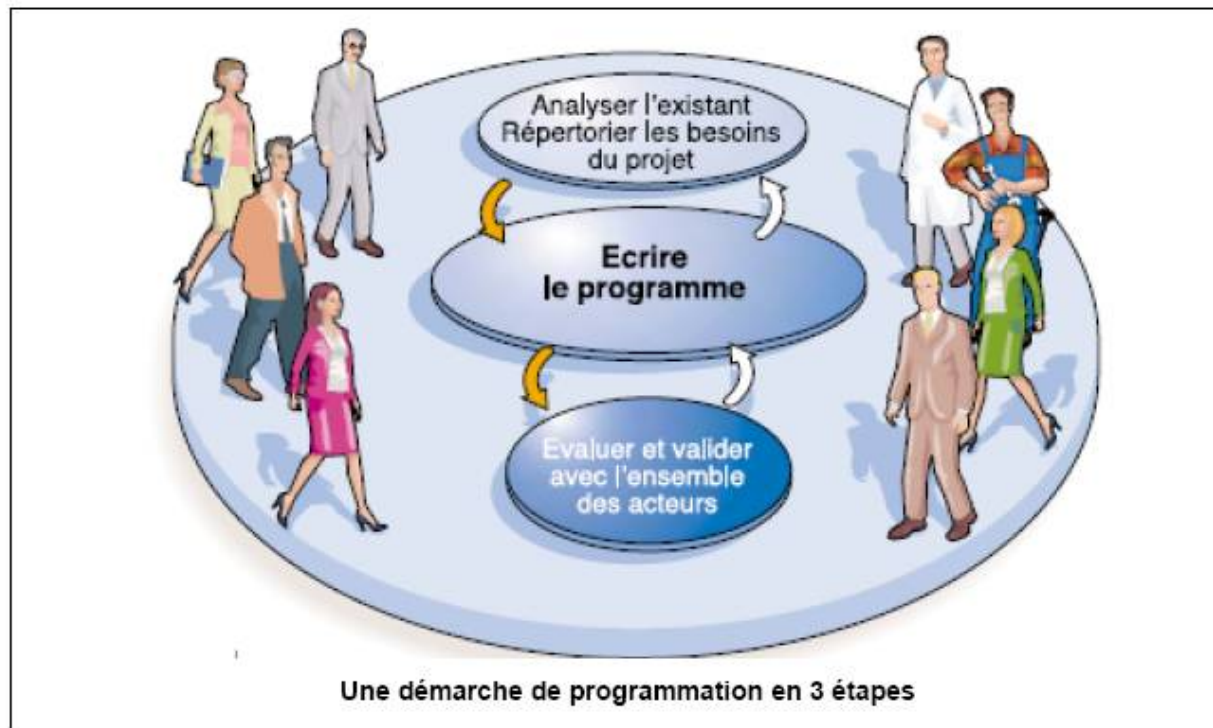 Analyser l'existant
Répertorier les besoins
du projet
Ecrire
le programme
Evaluer et valider
avec l'ensemble
des acteurs
Une démarche de programmation en 3 étapes